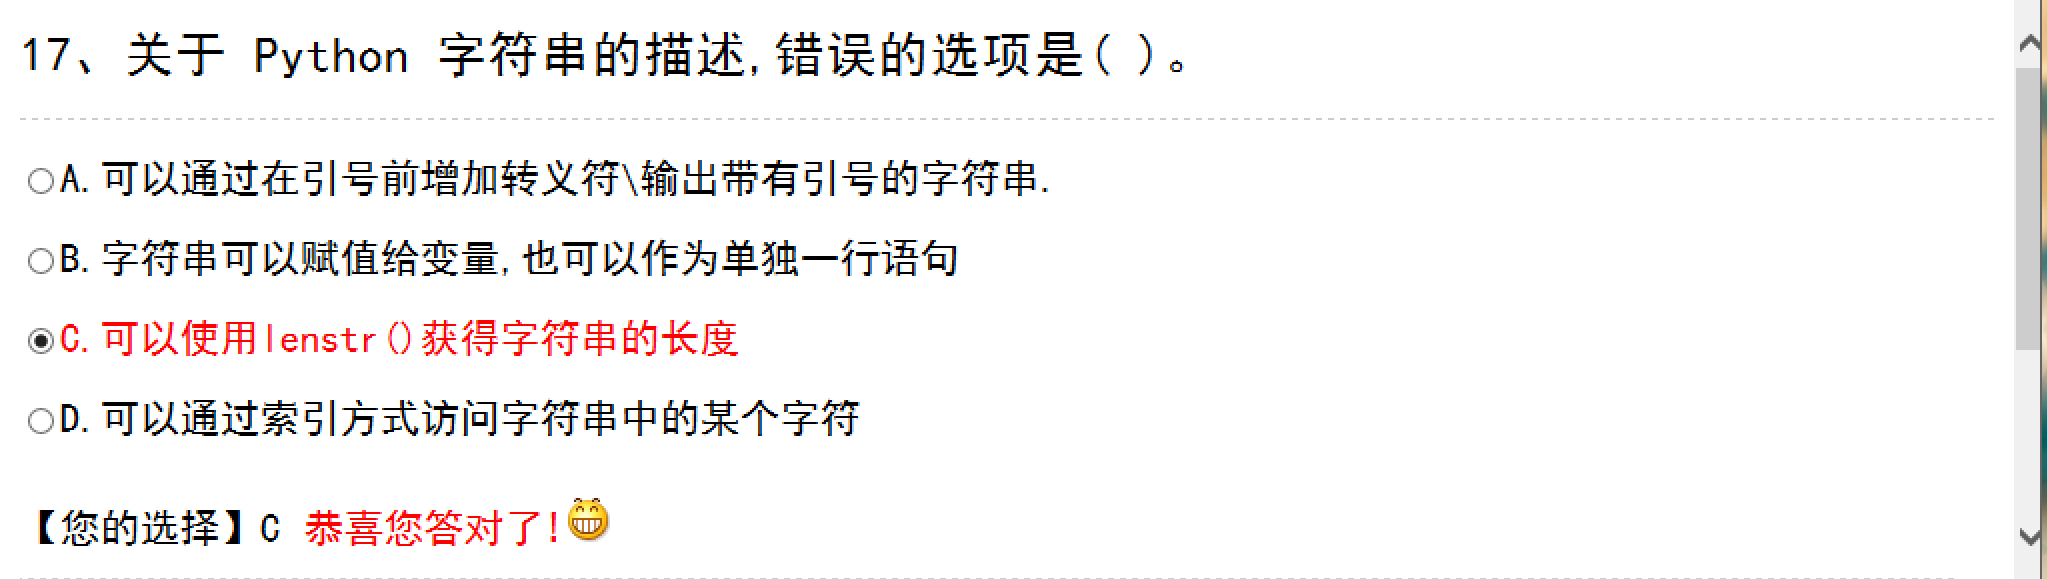 17、关于 Python 字符串的描述,错误的选项是( )。
A.可以通过在引号前增加转义符\输出带有引号的字符串.
B.字符串可以赋值给变量,也可以作为单独一行语句
C.可以使用lenstr()获得字符串的长度
D.可以通过索引方式访问字符串中的某个字符
【您的选择】C 恭喜您答对了!